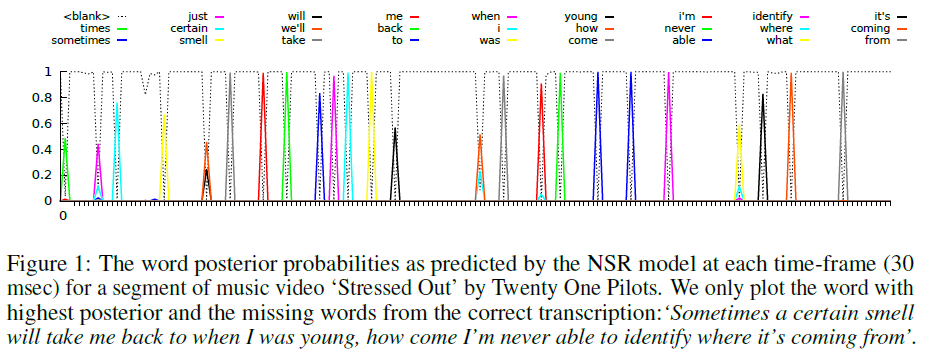 <blank> just will me when young i'm identify it's
times certain we'll back i how never where coming
sometimes smell take to was come able what from
1
0.8
0.6
0.4
0.2
0
0
Figure 1: The word posterior probabilities as predicted by the NSR model at each time-frame (30
msec) for a segment of music video ‘Stressed Out’ by Twenty One Pilots. We only plot the word with
highest posterior and the missing words from the correct transcription:‘Sometimes a certain smell
will take me back to when I was young, how come I’m never able to identify where it’s coming from’.